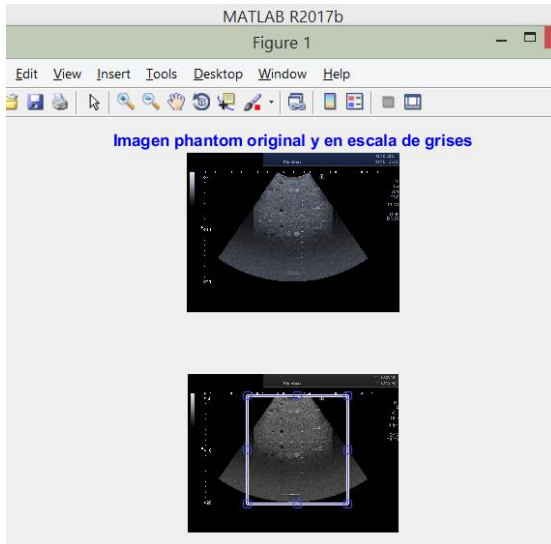 MATLAB R2017b
Figure 1
Edit View Insert Tools Desktop Window Help
Imagen phantom original y en escala de grises